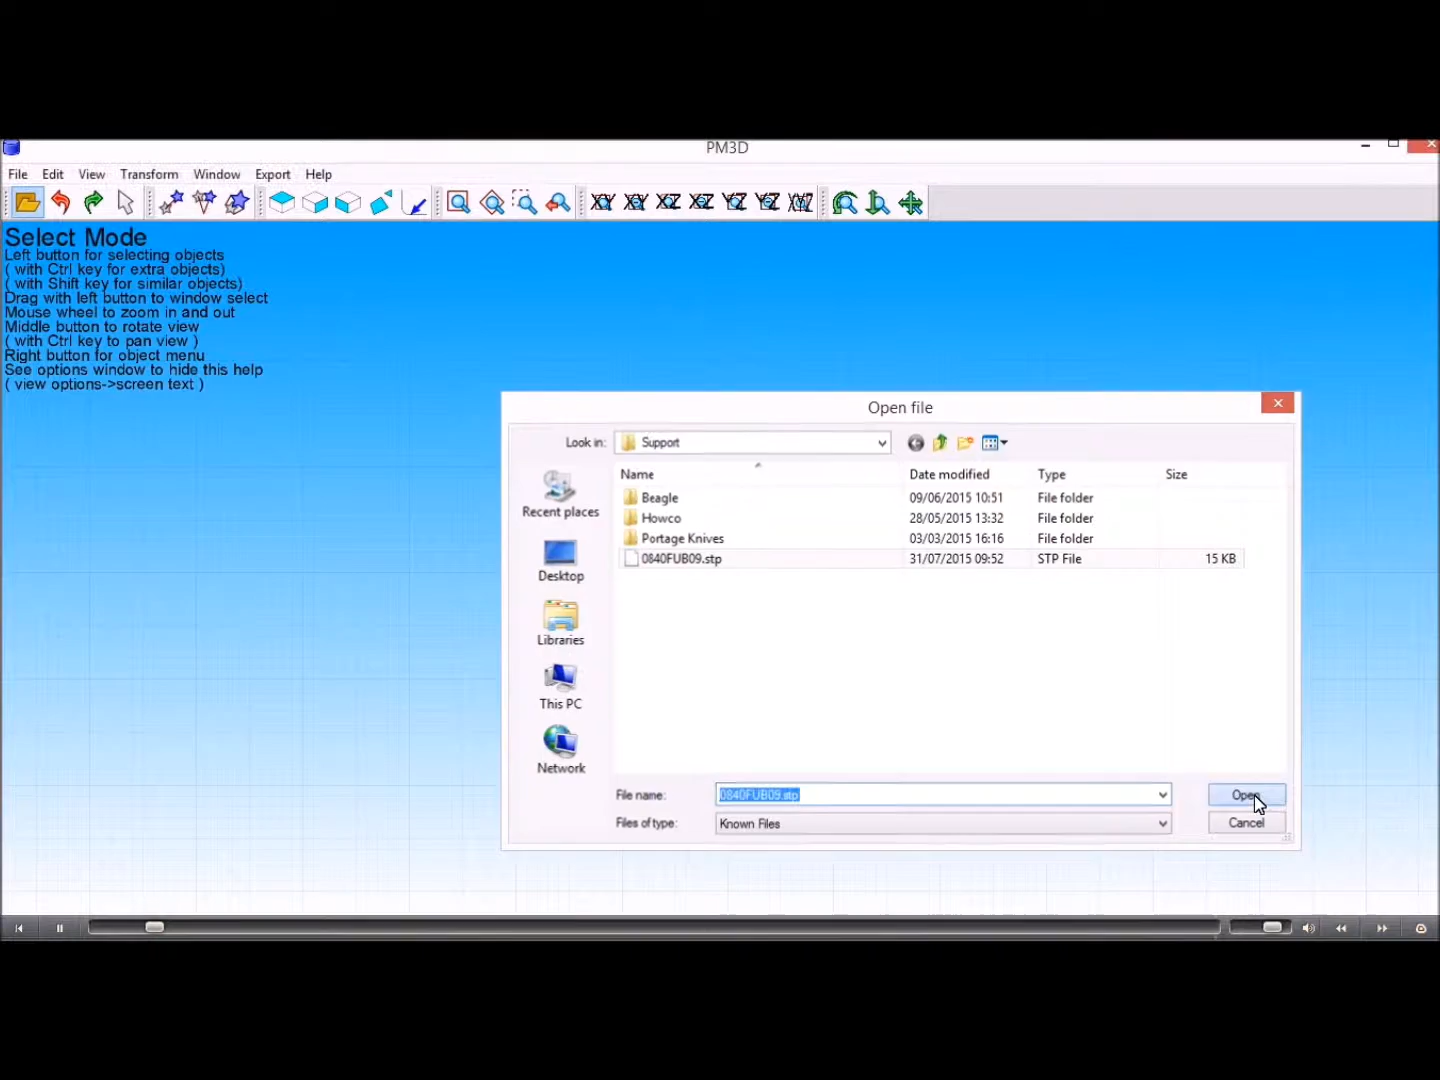 PM3D
File Edit View Transform Window Export Help
Select Mode
Left button for selecting objects
( with Ctrl key for extra objects)
( with Shift key for similar objects)
Drag with left button to window select
Mouse wheel to zoom in and out
Middle button to rotate view
( with Ctrl key to pan view )
Right button for object menu
See options window to hide this help
( view options->screen text )
Open file
Look in: Support
Name Date modified Type Size
Beagle 09/06/2015 10:51 File folder
Howco 28/05/2015 13:32 File folder
Portage Knives 03/03/2015 16:16 File folder
0840FUB09.stp 31/07/2015 09:52 STP File 15 KB
Recent places
Desktop
Libraries
This PC
Network
File name: 0840FUB09.stp Open
Files of type: Known Files Cancel